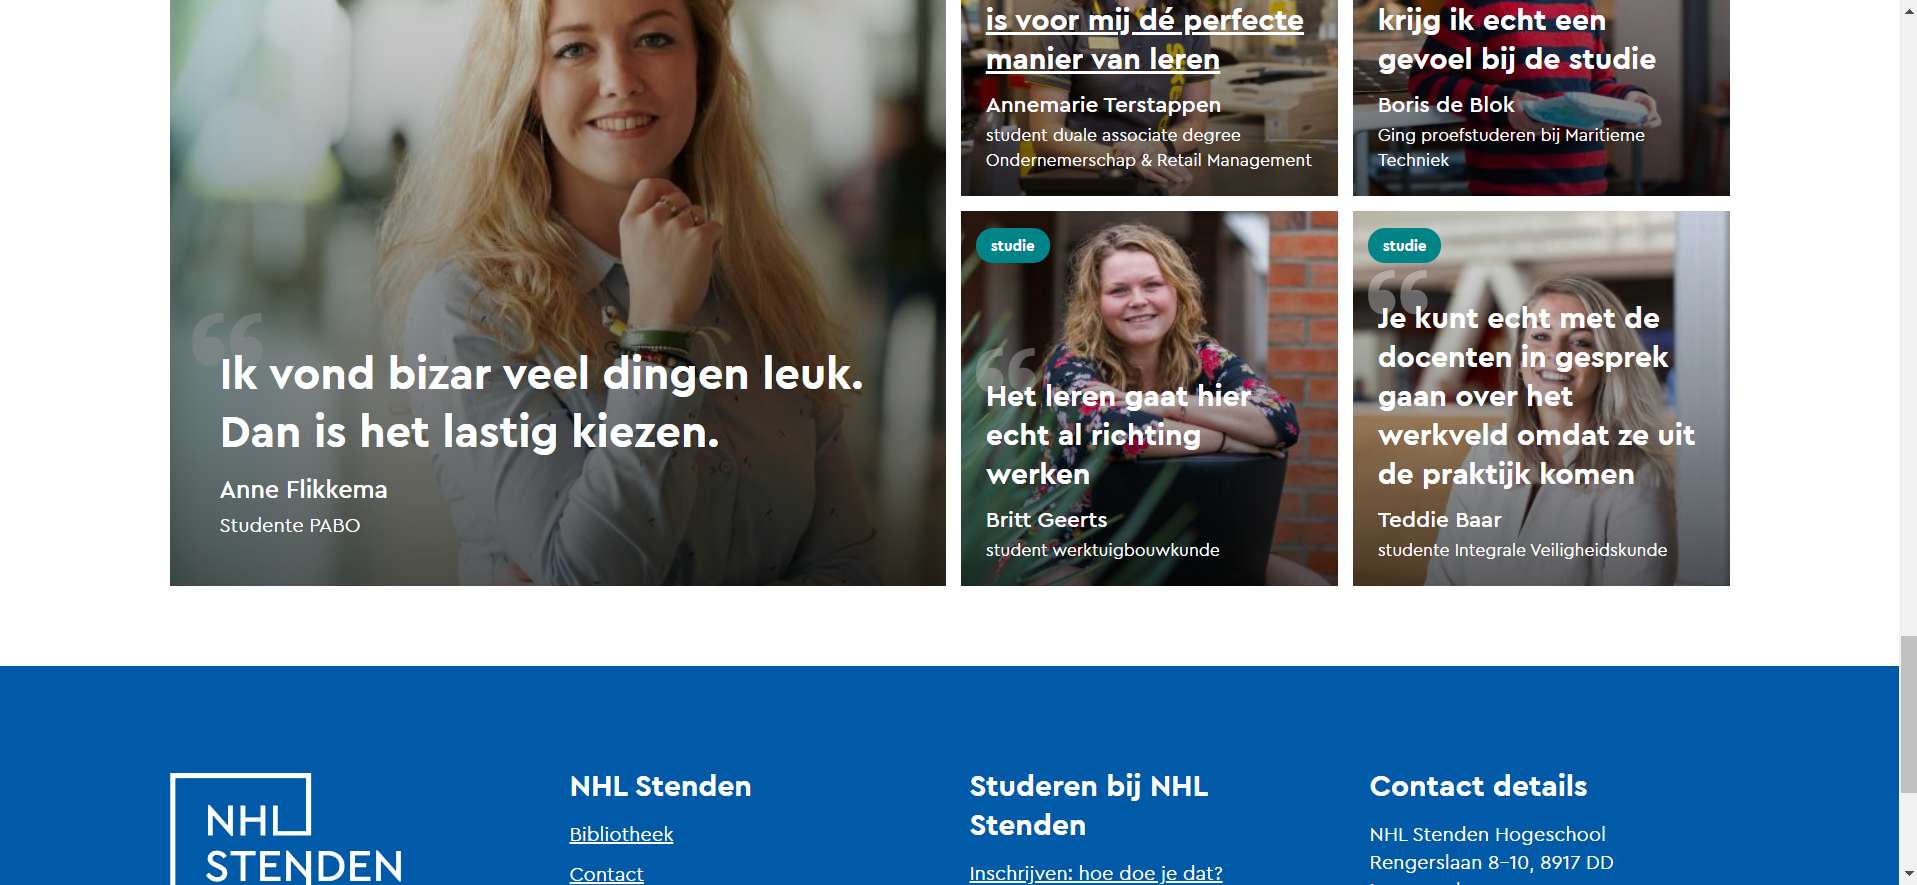 is voor mij dé perfecte
manier van leren
Annemarie Terstappen
student duale associate degree
Ondernemerschap & Retail Management
krijg ik echt een
gevoel bij de studie
Boris de Blok
Ging proefstuderen bij Maritieme
Techniek
“
Ik vond bizar veel dingen leuk.
Dan is het lastig kiezen.
Anne Flikkema
Studente PABO
studie
“
Het leren gaat hier
echt al richting
werken
Britt Geerts
student werktuigbouwkunde
studie
“
Je kunt echt met de
docenten in gesprek
gaan over het
werkveld omdat ze uit
de praktijk komen
Teddie Baar
studente Integrale Veiligheidskunde
NHL
STENDEN
NHL Stenden
Bibliotheek
Contact
Studeren bij NHL
Stenden
Inschrijven: hoe doe je dat?
Contact details
NHL Stenden Hogeschool
Rengerslaan 8-10, 8917 DD